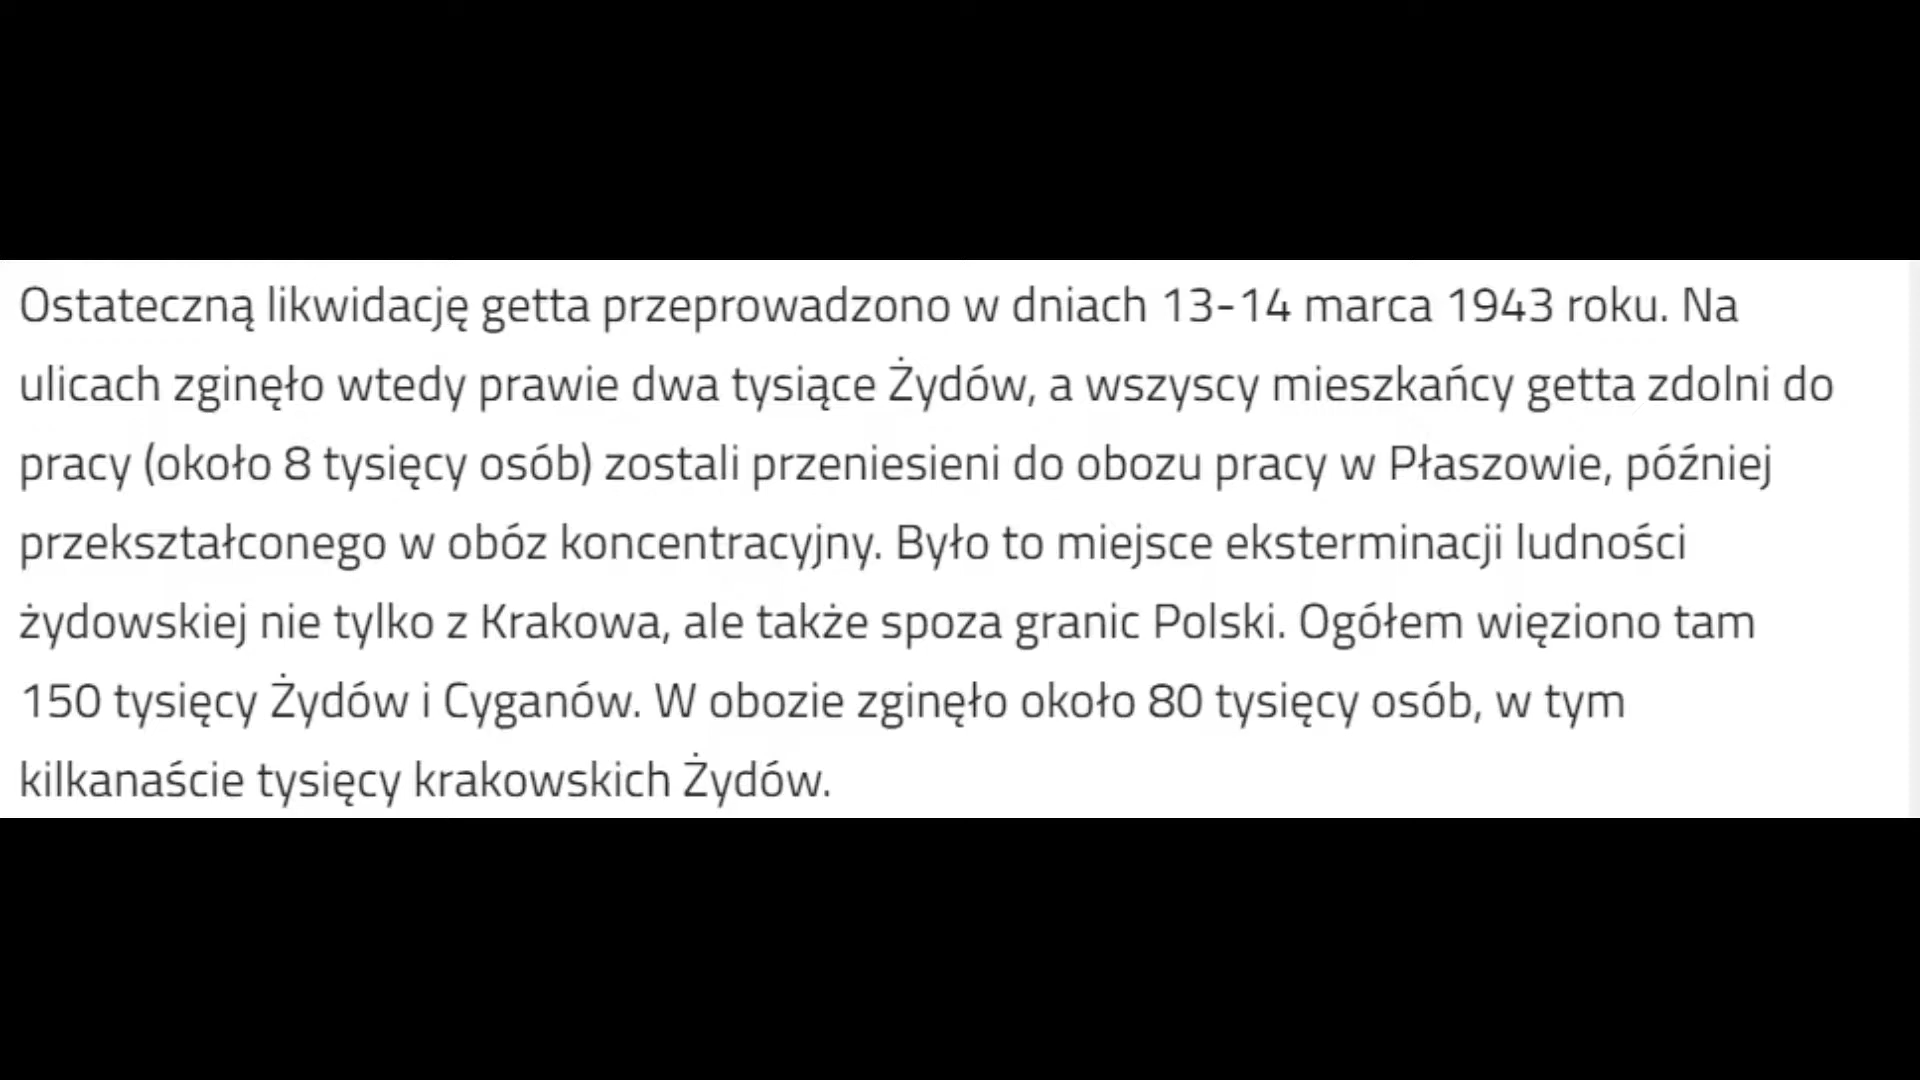 Ostateczną likwidację getta przeprowadzono w dniach 13-14 marca 1943 roku. Na
ulicach zginęło wtedy prawie dwa tysiące Żydów, a wszyscy mieszkańcy getta zdolni do
pracy (około 8 tysięcy osób) zostali przeniesieni do obozu pracy w Płaszowie, później
przekształconego w obóz koncentracyjny. Było to miejsce eksterminacji ludności
żydowskiej nie tylko z Krakowa, ale także spoza granic Polski. Ogółem więziono tam
150 tysięcy Żydów i Cyganów. W obozie zginęło około 80 tysięcy osób, w tym
kilkanaście tysięcy krakowskich Żydów.